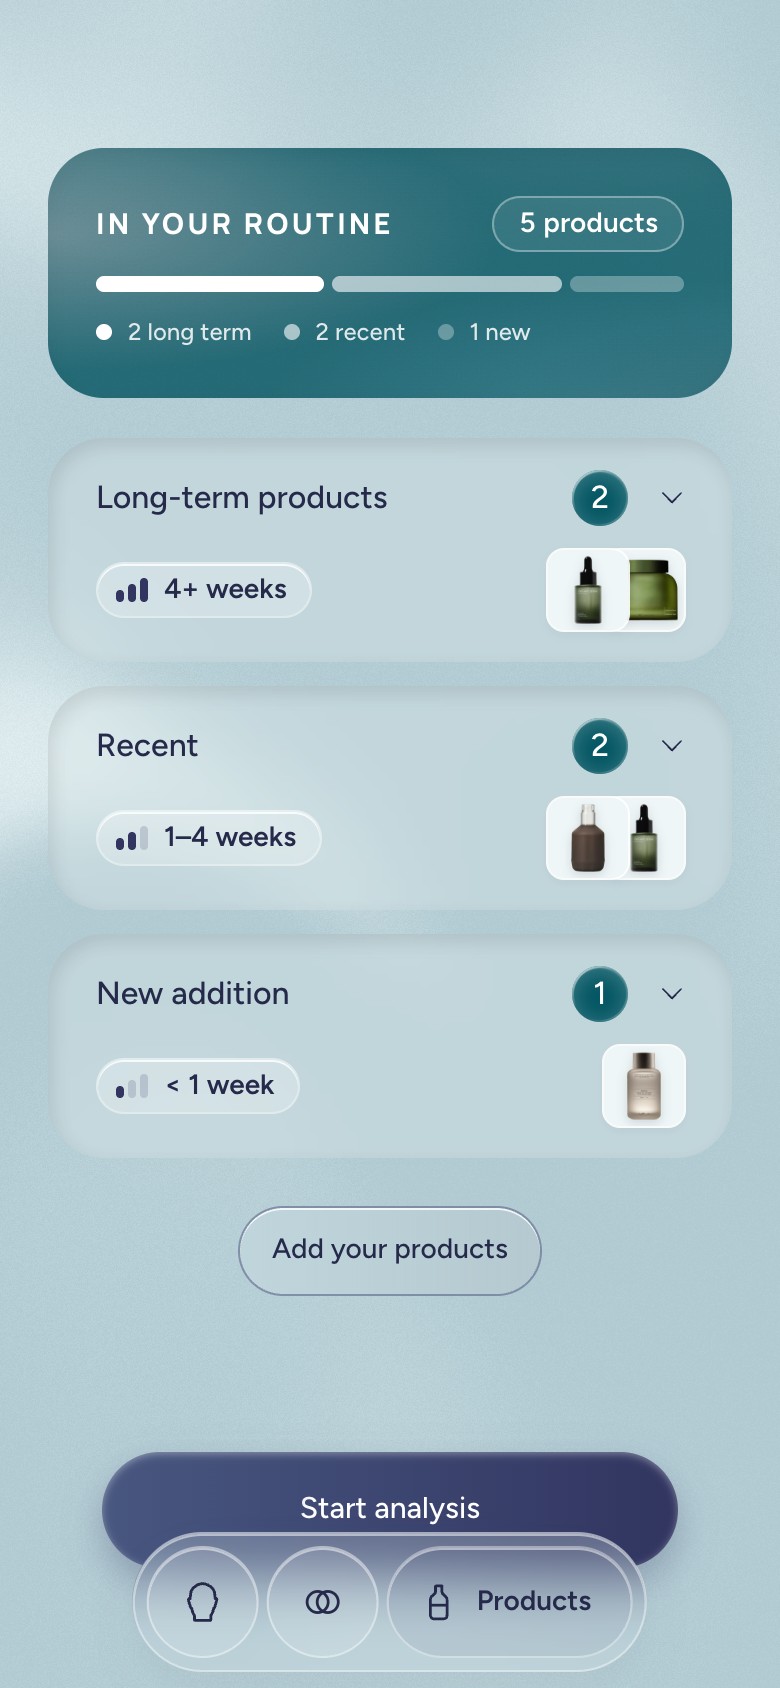 IN YOUR ROUTINE
5 products
2 long term 2 recent 1 new
Long-term products 2
4+ weeks
Recent 2
1–4 weeks
New addition 1
< 1 week
Add your products
Start analysis
Products